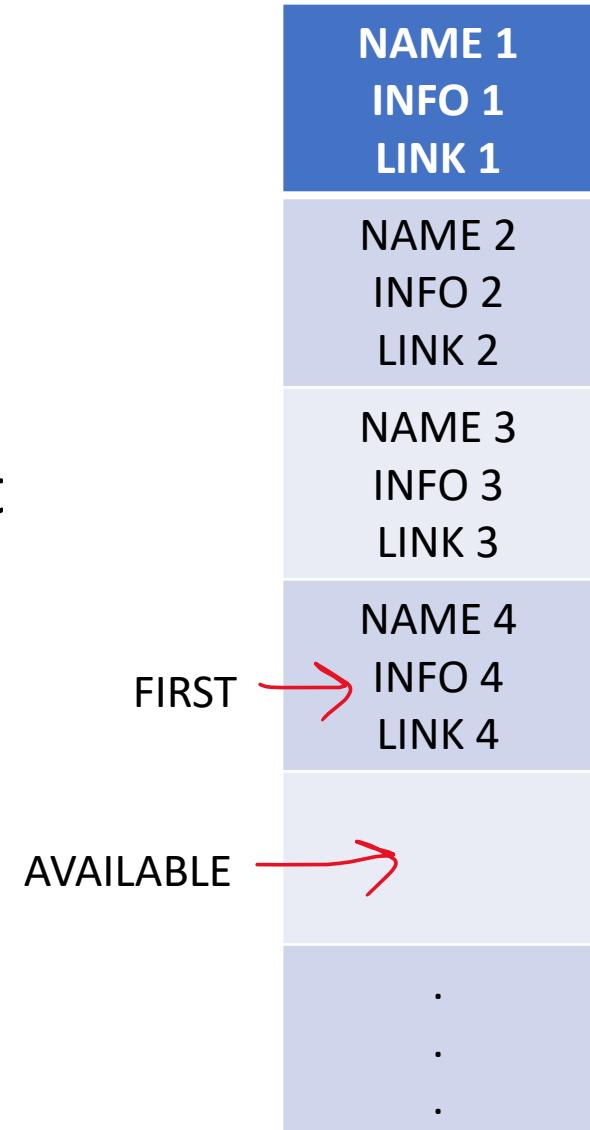 NAME 1
INFO 1
LINK 1
NAME 2
INFO 2
LINK 2
NAME 3
INFO 3
LINK 3
NAME 4
FIRST INFO 4
LINK 4
AVAILABLE
.
.
.